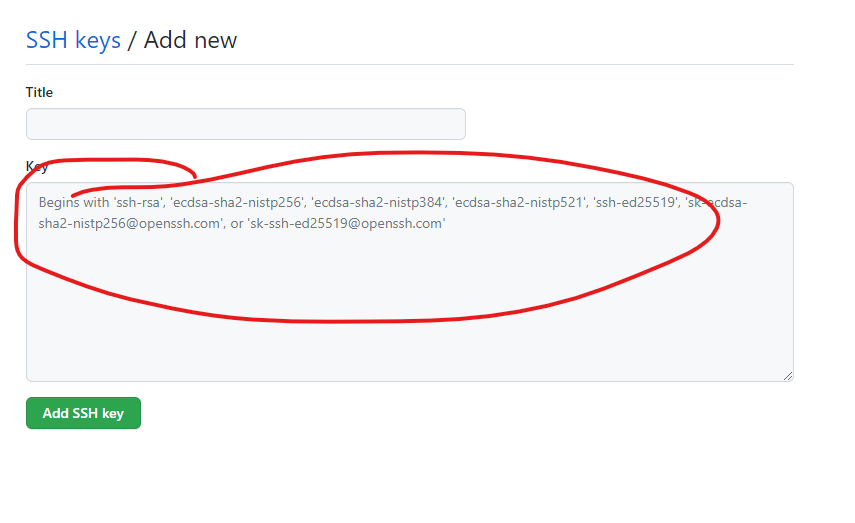 SSH keys / Add new
Title
Key
Begins with 'ssh-rsa', 'ecdsa-sha2-nistp256', 'ecdsa-sha2-nistp384', 'ecdsa-sha2-nistp521', 'ssh-ed25519', 'sk-ecdsa-
sha2-nistp256@openssh.com', or 'sk-ssh-ed25519@openssh.com'
Add SSH key